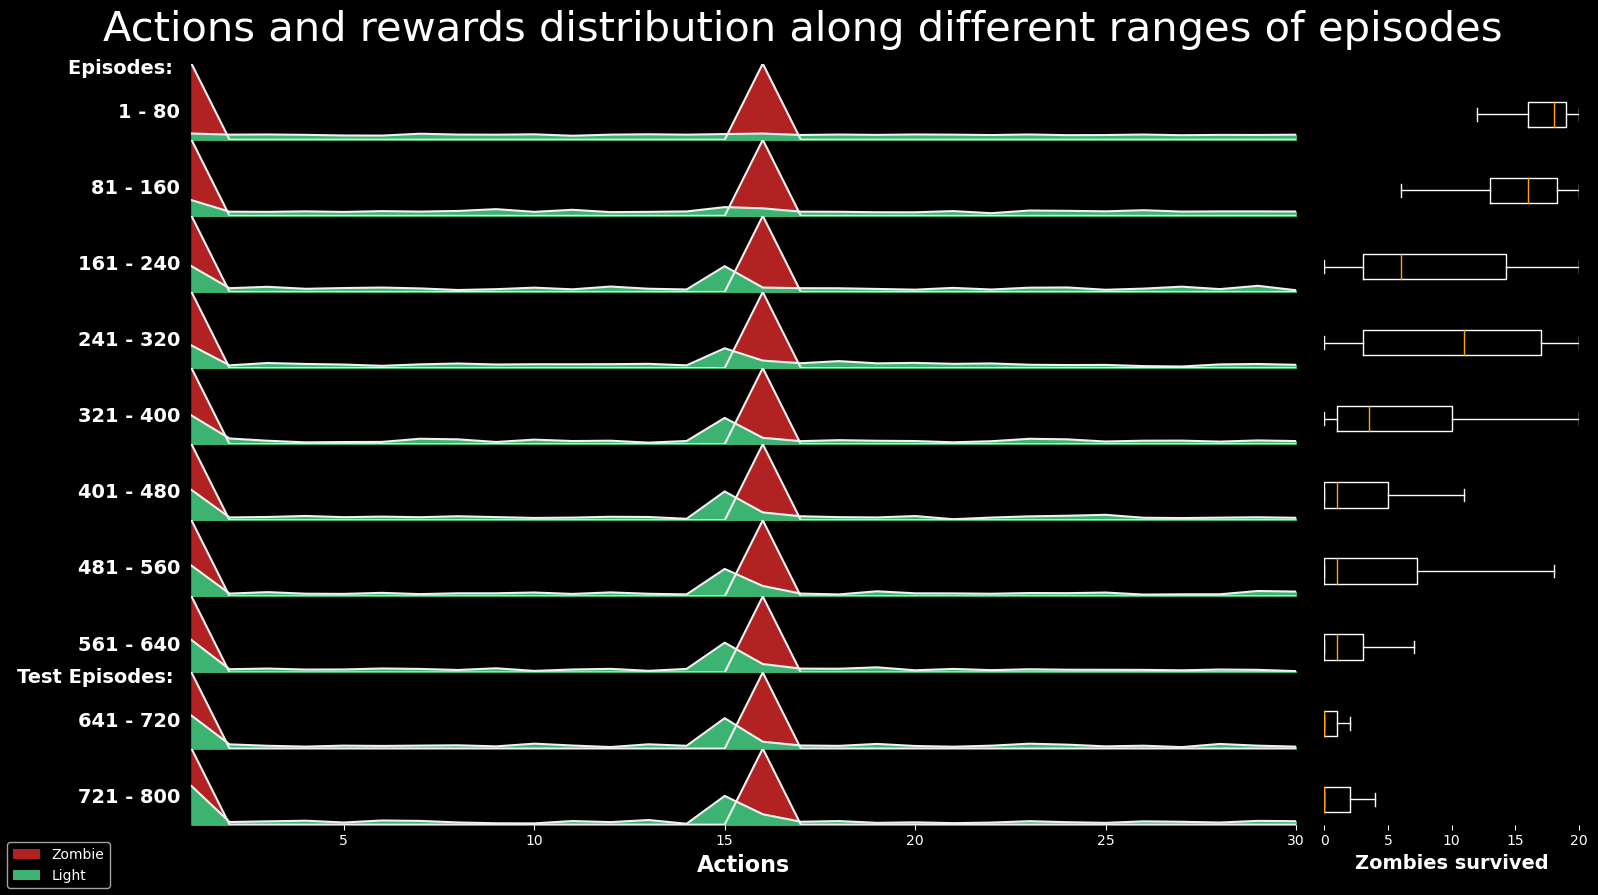 Actions and rewards distribution along different ranges of episodes
Episodes:
1 - 80
81 - 160
161 - 240
241 - 320
321 - 400
401 - 480
481 - 560
561 - 640
Test Episodes:
641 - 720
721 - 800
5 10 15 20 25 30
Actions
0 5 10 15 20
Zombies survived
Zombie
Light